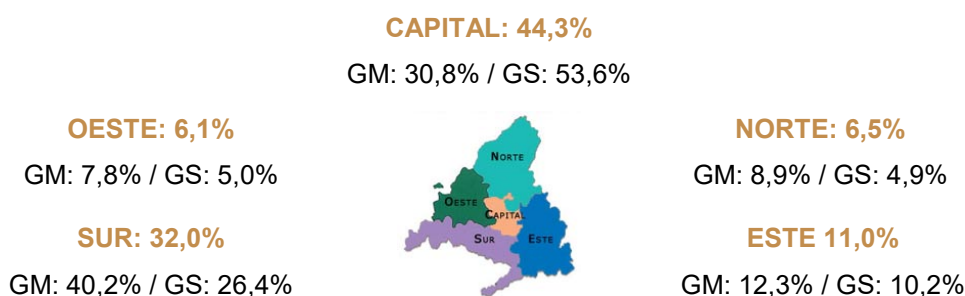 CAPITAL: 44,3%
GM: 30,8% / GS: 53,6%
OESTE: 6,1%
GM: 7,8% / GS: 5,0%
NORTE: 6,5%
GM: 8,9% / GS: 4,9%
NORTE
OESTE
CAPITAL
SUR
ESTE
SUR: 32,0%
GM: 40,2% / GS: 26,4%
ESTE 11,0%
GM: 12,3% / GS: 10,2%